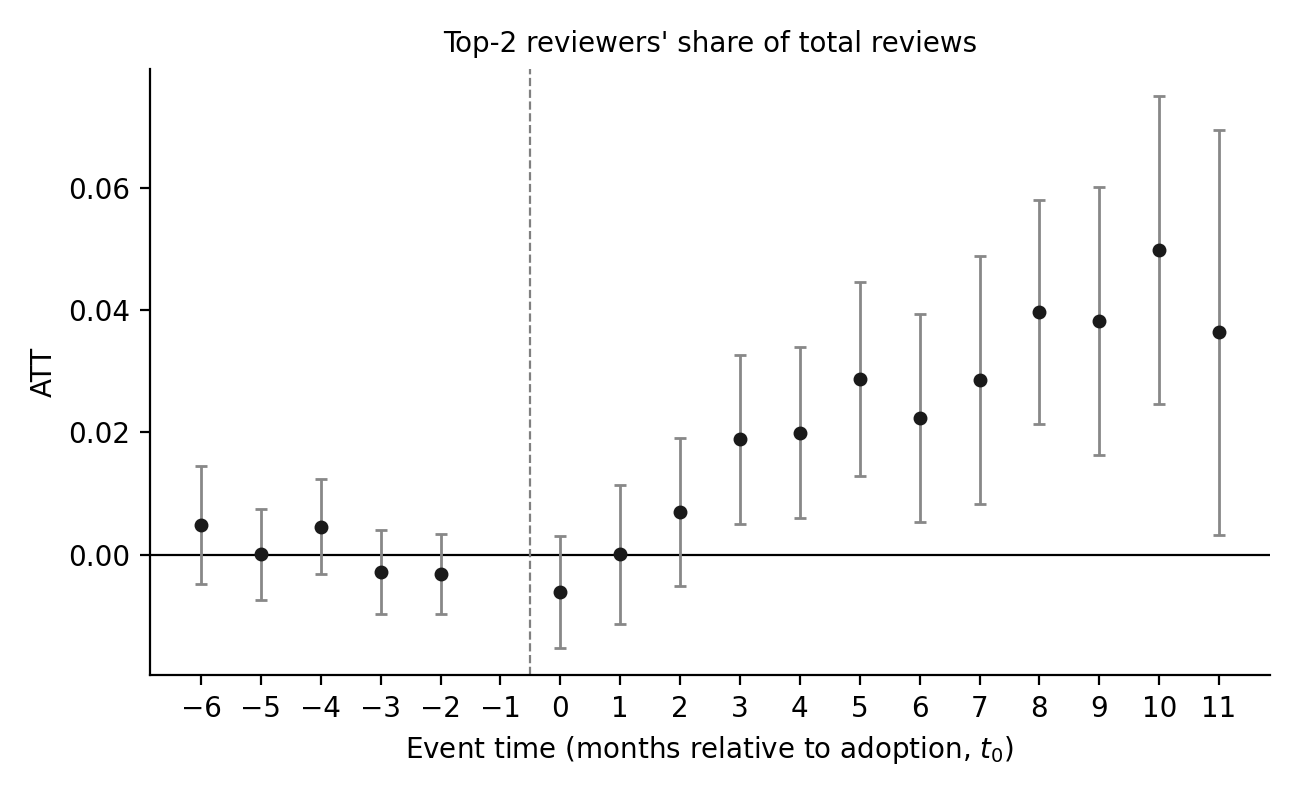 Top-2 reviewers' share of total reviews
ATT
0.06
0.04
0.02
0.00
−6 −5 −4 −3 −2 −1 0 1 2 3 4 5 6 7 8 9 10 11
Event time (months relative to adoption, t₀)